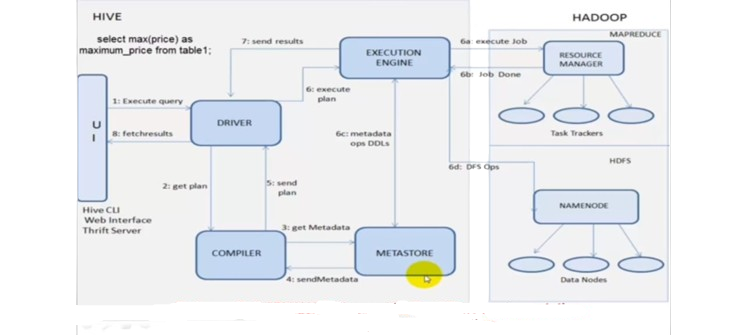 HIVE
HADOOP
select max(price) as
maximum_price from table1;
7: send results
EXECUTION
ENGINE
6a: execute Job
MAPREDUCE
RESOURCE
MANAGER
6b: Job Done
6: execute
plan
1: Execute query
DRIVER
U
I
8: fetchresults
6c: metadata
ops DDLs
Task Trackers
HDFS
6d: DFS Ops
2: get plan
5: send
plan
NAMENODE
Hive CLI
Web Interface
Thrift Server
3: get Metadata
COMPILER
METASTORE
4: sendMetadata
Data Nodes